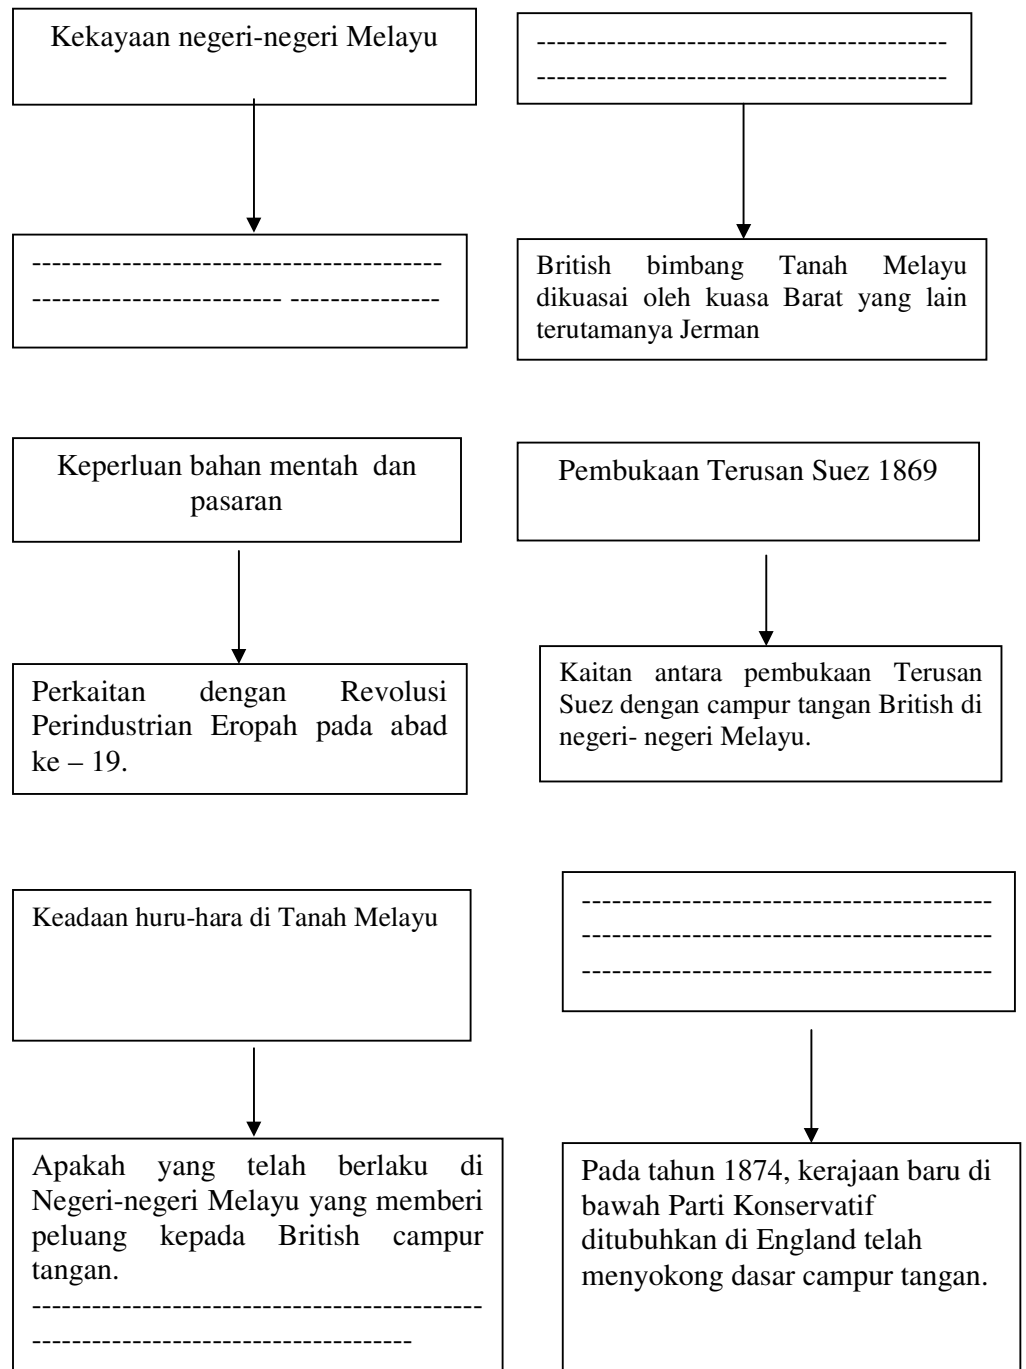 Kekayaan negeri-negeri Melayu
-----------------------------------------
-----------------------------------------
-----------------------------------------
------------------------- ---------------
British bimbang Tanah Melayu
dikuasai oleh kuasa Barat yang lain
terutamanya Jerman
Keperluan bahan mentah dan
pasaran
Pembukaan Terusan Suez 1869
Perkaitan dengan Revolusi
Perindustrian Eropah pada abad
ke – 19.
Kaitan antara pembukaan Terusan
Suez dengan campur tangan British di
negeri- negeri Melayu.
Keadaan huru-hara di Tanah Melayu
-----------------------------------------
-----------------------------------------
-----------------------------------------
Apakah yang telah berlaku di
Negeri-negeri Melayu yang memberi
peluang kepada British campur
tangan.
---------------------------------------------
--------------------------------------
Pada tahun 1874, kerajaan baru di
bawah Parti Konservatif
ditubuhkan di England telah
menyokong dasar campur tangan.